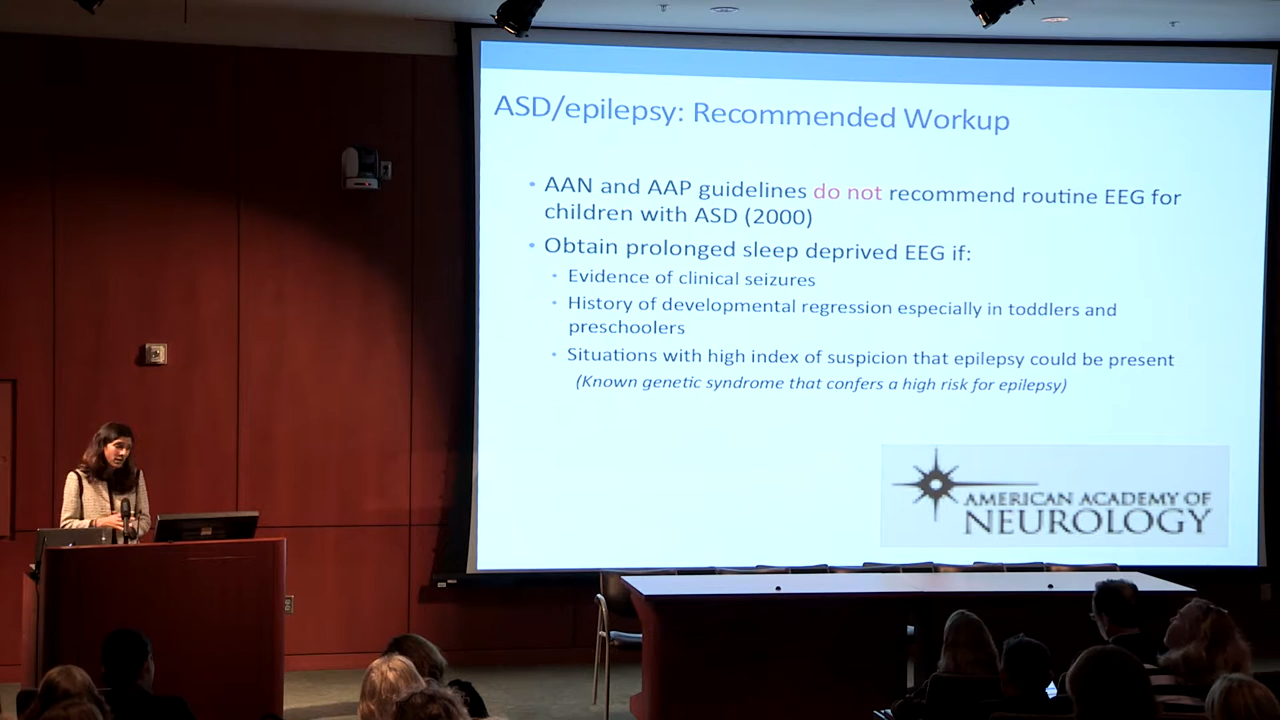 ASD/epilepsy: Recommended Workup
• AAN and AAP guidelines do not recommend routine EEG for
children with ASD (2000)
• Obtain prolonged sleep deprived EEG if:
• Evidence of clinical seizures
• History of developmental regression especially in toddlers and
preschoolers
• Situations with high index of suspicion that epilepsy could be present
(Known genetic syndrome that confers a high risk for epilepsy)
AMERICAN ACADEMY OF
NEUROLOGY